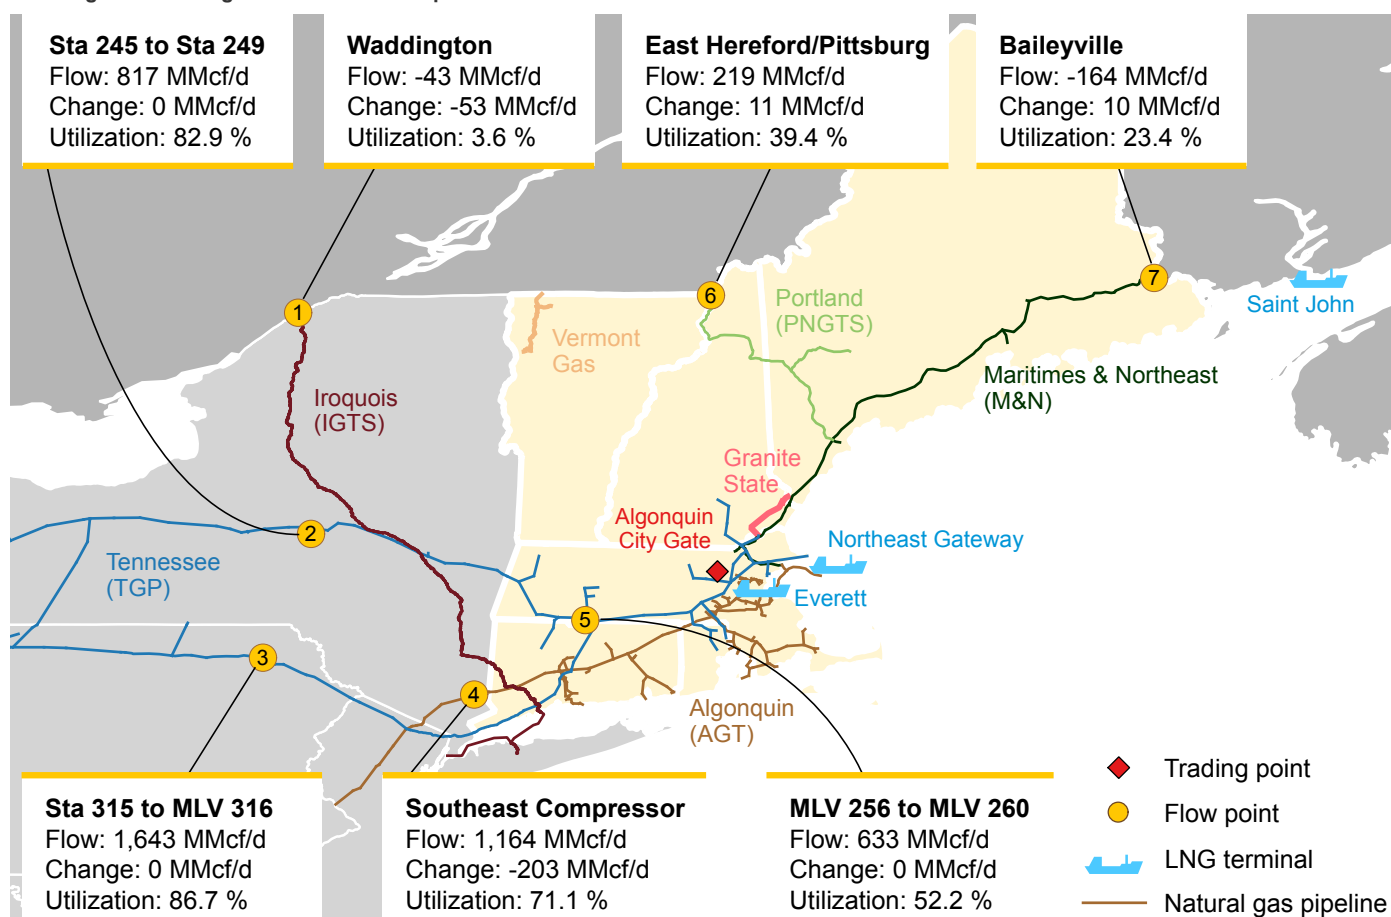 Sta 245 to Sta 249
Flow: 817 MMcf/d
Change: 0 MMcf/d
Utilization: 82.9 %
Waddington
Flow: -43 MMcf/d
Change: -53 MMcf/d
Utilization: 3.6 %
East Hereford/Pittsburg
Flow: 219 MMcf/d
Change: 11 MMcf/d
Utilization: 39.4 %
Baileyville
Flow: -164 MMcf/d
Change: 10 MMcf/d
Utilization: 23.4 %
1
6
7
Portland
(PNGTS)
Saint John
Vermont
Gas
Maritimes & Northeast
(M&N)
Iroquois
(IGTS)
Granite
State
Algonquin
City Gate
2
Northeast Gateway
Tennessee
(TGP)
Everett
5
3
4
Algonquin
(AGT)
Sta 315 to MLV 316
Flow: 1,643 MMcf/d
Change: 0 MMcf/d
Utilization: 86.7 %
Southeast Compressor
Flow: 1,164 MMcf/d
Change: -203 MMcf/d
Utilization: 71.1 %
MLV 256 to MLV 260
Flow: 633 MMcf/d
Change: 0 MMcf/d
Utilization: 52.2 %
Trading point
Flow point
LNG terminal
Natural gas pipeline